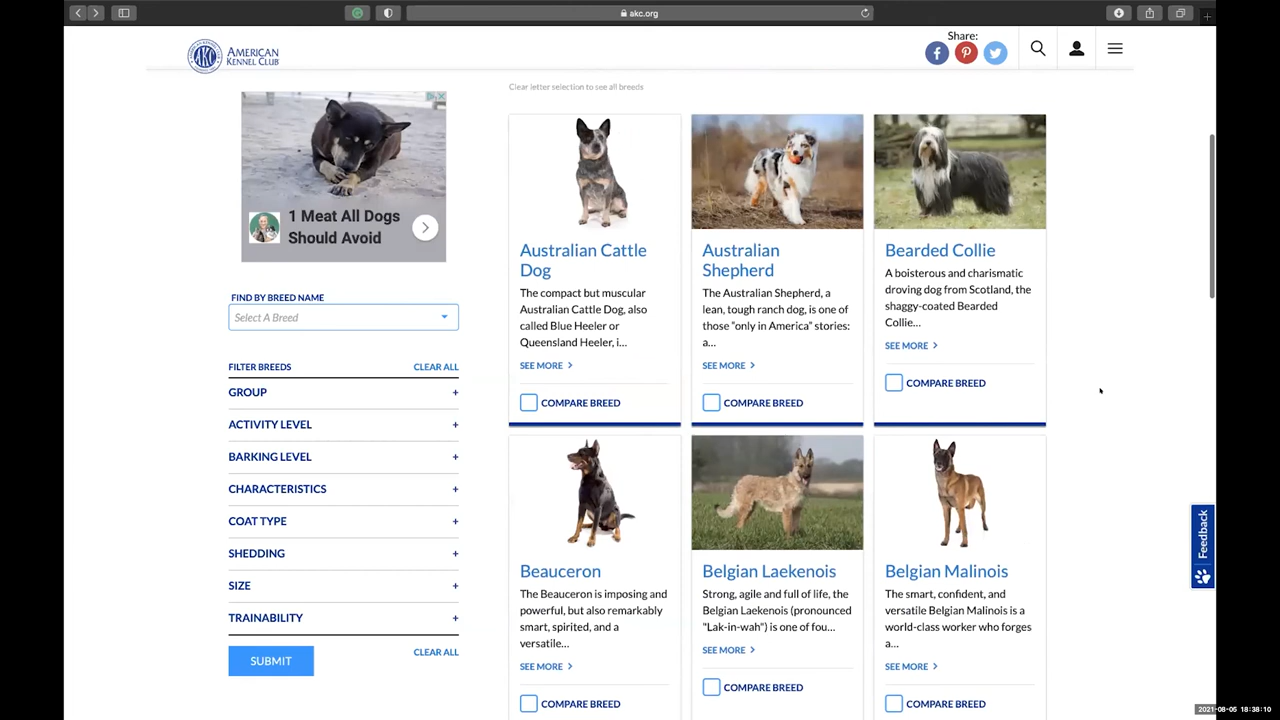 akc.org
AMERICAN
KENNEL CLUB
AKC
Share:
Clear letter selection to see all breeds
1 Meat All Dogs
Should Avoid
FIND BY BREED NAME
Select A Breed
FILTER BREEDS
CLEAR ALL
GROUP +
ACTIVITY LEVEL +
BARKING LEVEL +
CHARACTERISTICS +
COAT TYPE +
SHEDDING +
SIZE +
TRAINABILITY +
CLEAR ALL
SUBMIT
Australian Cattle
Dog
The compact but muscular
Australian Cattle Dog, also
called Blue Heeler or
Queensland Heeler, i...
SEE MORE >
COMPARE BREED
Australian
Shepherd
The Australian Shepherd, a
lean, tough ranch dog, is one of
those "only in America" stories:
a...
SEE MORE >
COMPARE BREED
Bearded Collie
A boisterous and charismatic
droving dog from Scotland, the
shaggy-coated Bearded
Collie...
SEE MORE >
COMPARE BREED
Beauceron
The Beauceron is imposing and
powerful, but also remarkably
smart, spirited, and a
versatile...
SEE MORE >
COMPARE BREED
Belgian Laekenois
Strong, agile and full of life, the
Belgian Laekenois (pronounced
"Lak-in-wah") is one of fou...
SEE MORE >
COMPARE BREED
Belgian Malinois
The smart, confident, and
versatile Belgian Malinois is a
world-class worker who forges
a...
SEE MORE >
COMPARE BREED
Feedback
2021-08-05 18:38:10